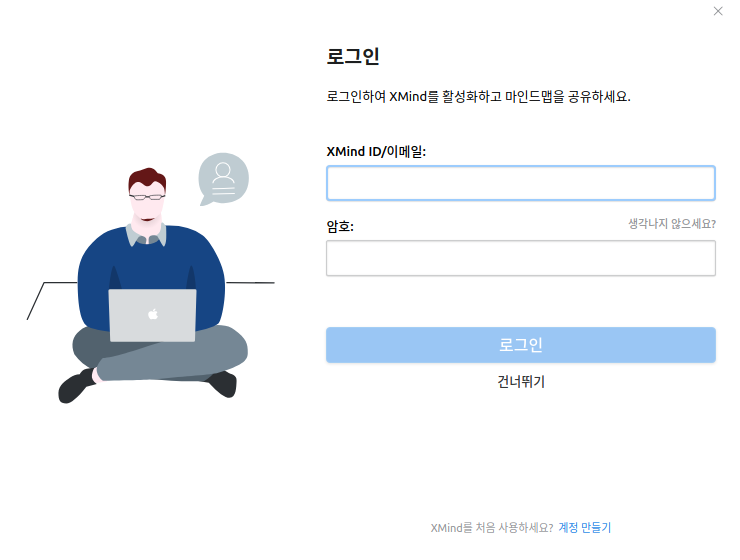 로그인
로그인하여 XMind를 활성화하고 마인드맵을 공유하세요.
XMind ID/이메일:
암호:
생각나지 않으세요?
로그인
건너뛰기
XMind를 처음 사용하세요? 계정 만들기